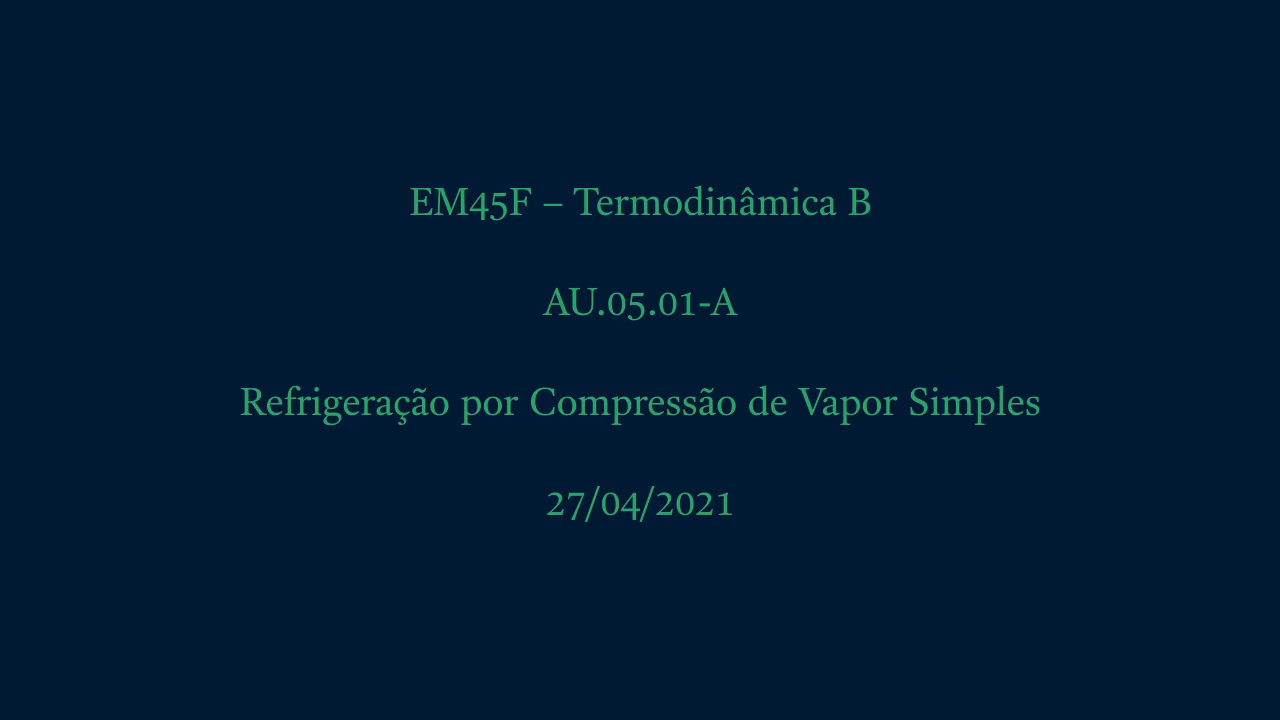 EM45F – Termodinâmica B
AU.05.01-A
Refrigeração por Compressão de Vapor Simples
27/04/2021